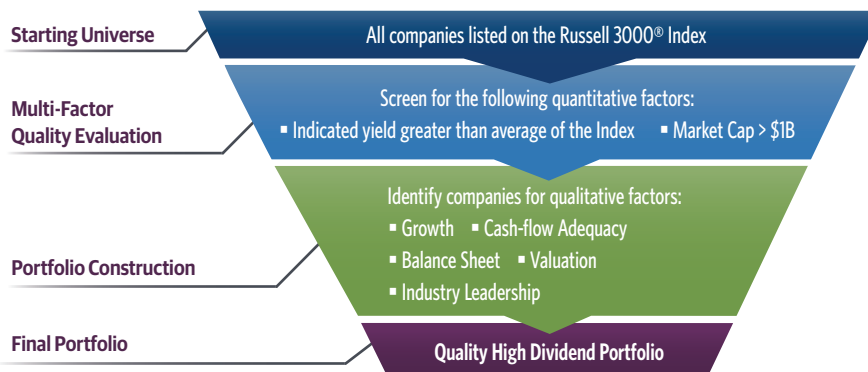 Starting Universe
All companies listed on the Russell 3000® Index
Multi-Factor
Quality Evaluation
Screen for the following quantitative factors:
▪ Indicated yield greater than average of the Index ▪ Market Cap > $1B
Portfolio Construction
Identify companies for qualitative factors:
▪ Growth ▪ Cash-flow Adequacy
▪ Balance Sheet ▪ Valuation
▪ Industry Leadership
Final Portfolio
Quality High Dividend Portfolio